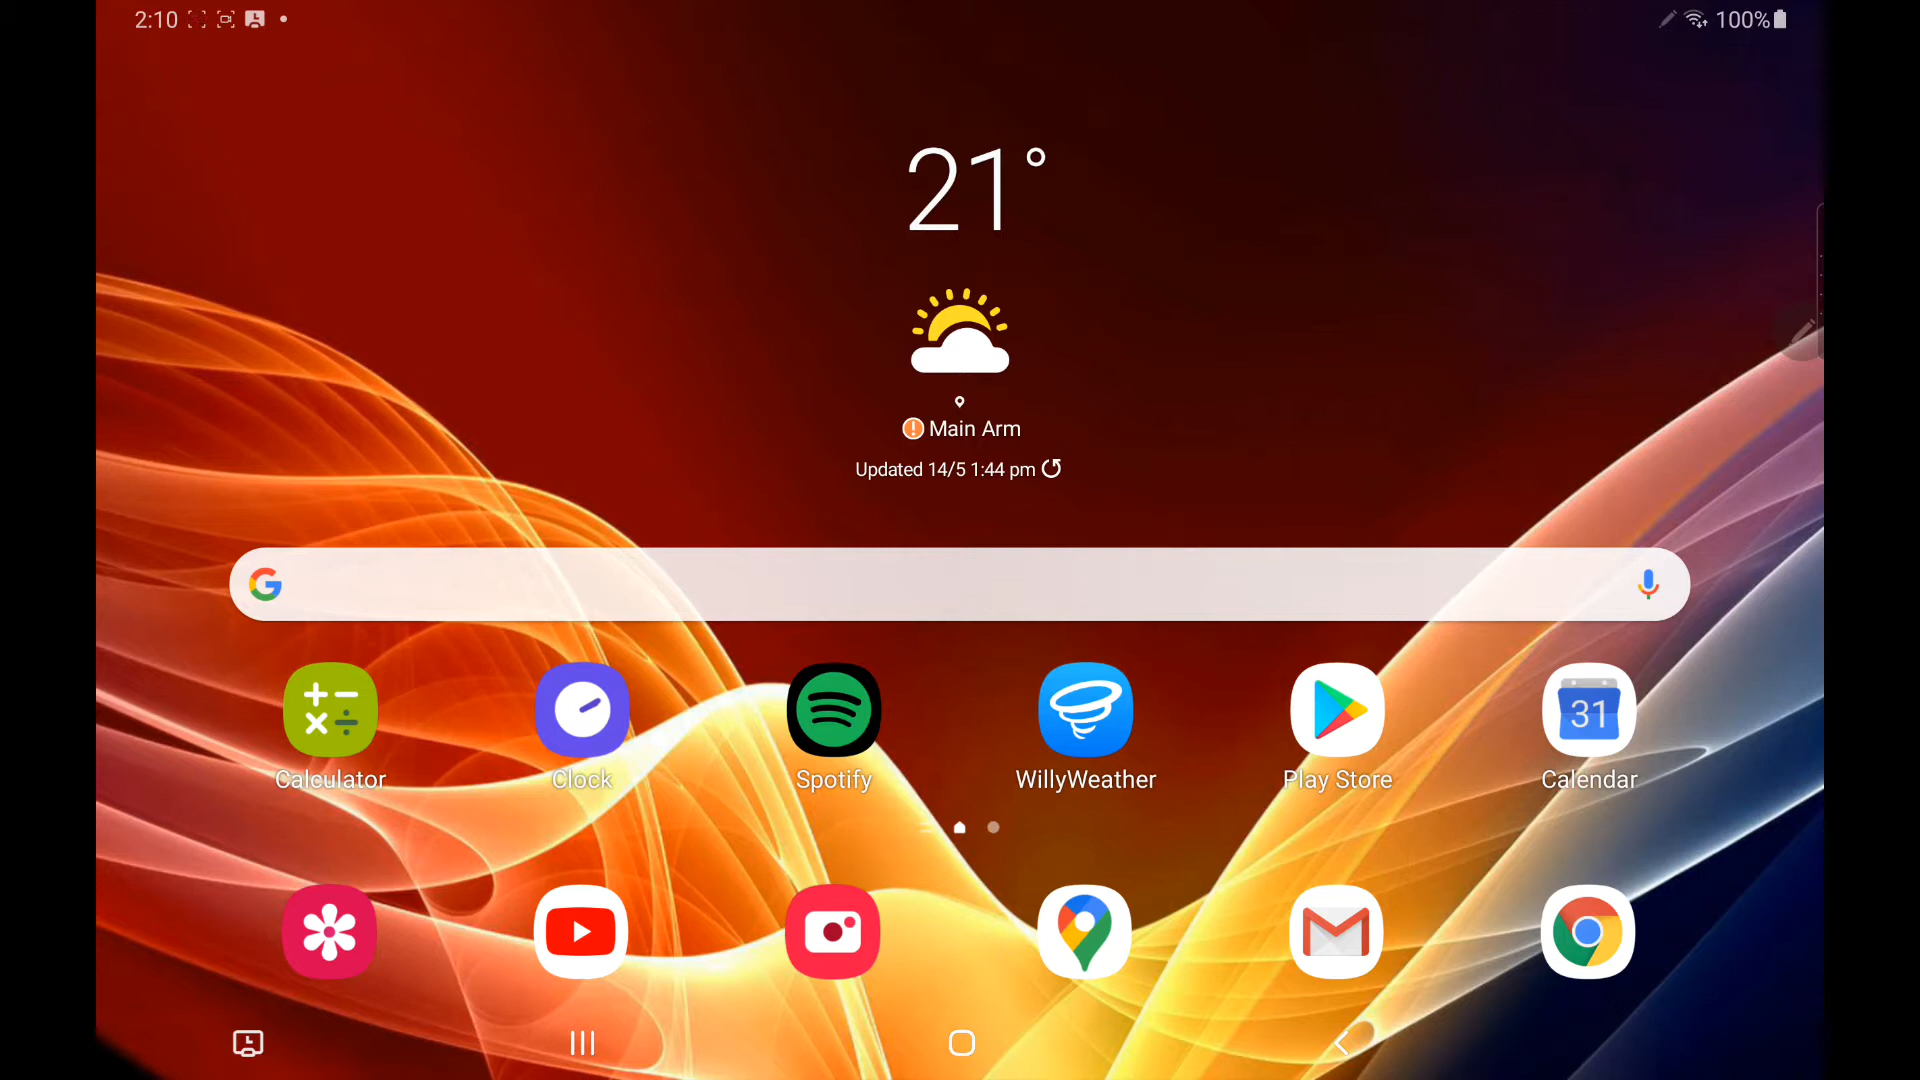 2:10
100%
21°
Main Arm
Updated 14/5 1:44 pm
G
31
Calculator
Clock
Spotify
WillyWeather
Play Store
Calendar